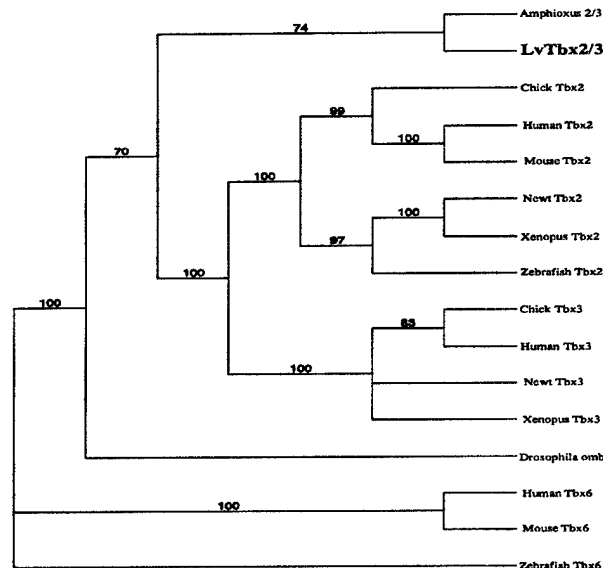 Amphioxus 2/3
74
LvTbx2/3
Chick Tbx2
99
Human Tbx2
100
Mouse Tbx2
70
100
Newt Tbx2
100
Xenopus Tbx2
97
Zebrafish Tbx2
100
100
Chick Tbx3
83
Human Tbx3
100
Newt Tbx3
Xenopus Tbx3
Drosophila omb
Human Tbx6
100
Mouse Tbx6
Zebrafish Tbx6